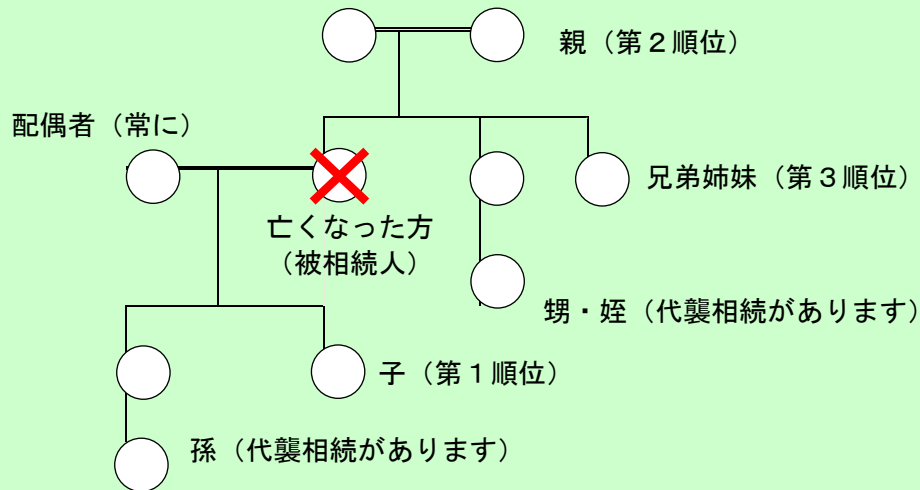 親（第２順位）
配偶者（常に）
兄弟姉妹（第３順位）
亡くなった方
（被相続人）
甥・姪（代襲相続があります）
子（第１順位）
孫（代襲相続があります）